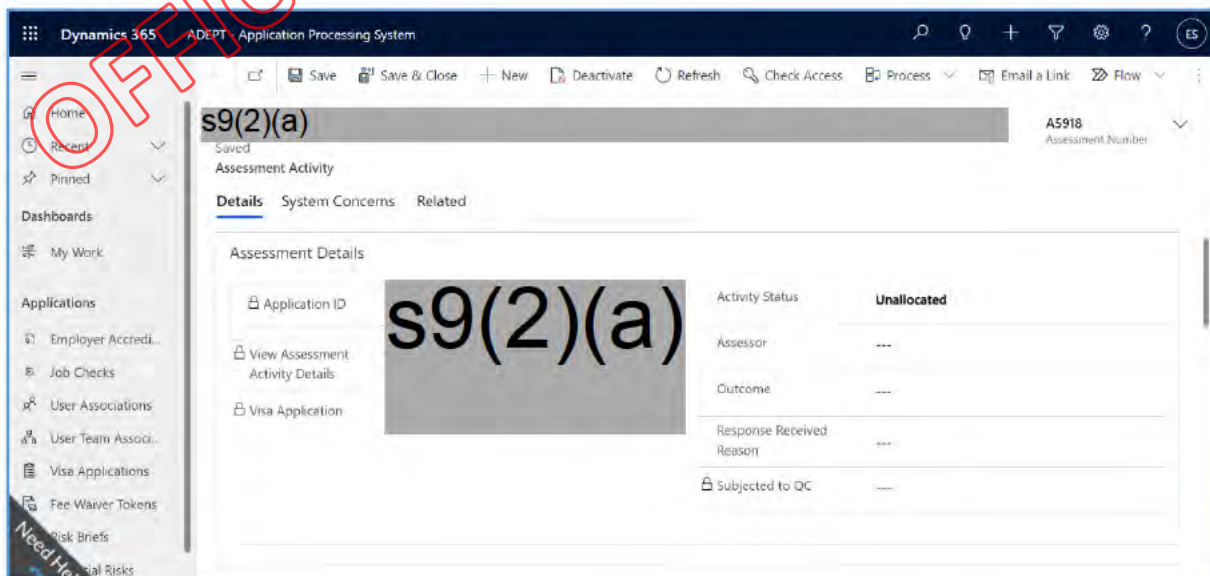 OFFIC
Dynamics 365 ADEPT - Application Processing System ? ES
Save Save & Close New Deactivate Refresh Check Access Process Email a Link Flow
Home
Recent
Pinned
Dashboards
My Work
Applications
Employer Accredi...
Job Checks
User Associations
User Team Associ...
Visa Applications
Fee Waiver Tokens
Risk Briefs
ial Risks
Need He
s9(2)(a)
A5918
Assessment Number
Saved
Assessment Activity
Details System Concerns Related
Assessment Details
Application ID
View Assessment
Activity Details
Visa Application
s9(2)(a)
Activity Status Unallocated
Assessor ---
Outcome ---
Response Received
Reason ---
Subjected to QC ---